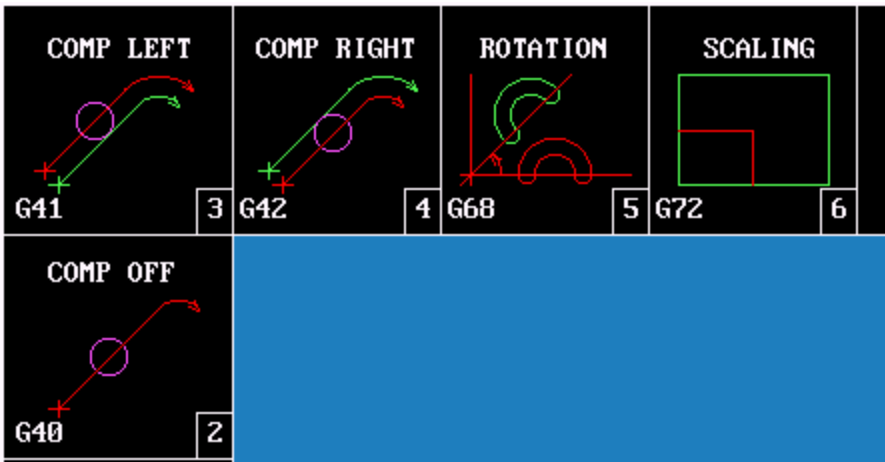 COMP LEFT
G41 3
COMP RIGHT
G42 4
ROTATION
G68 5
SCALING
G72 6
COMP OFF
G40 2